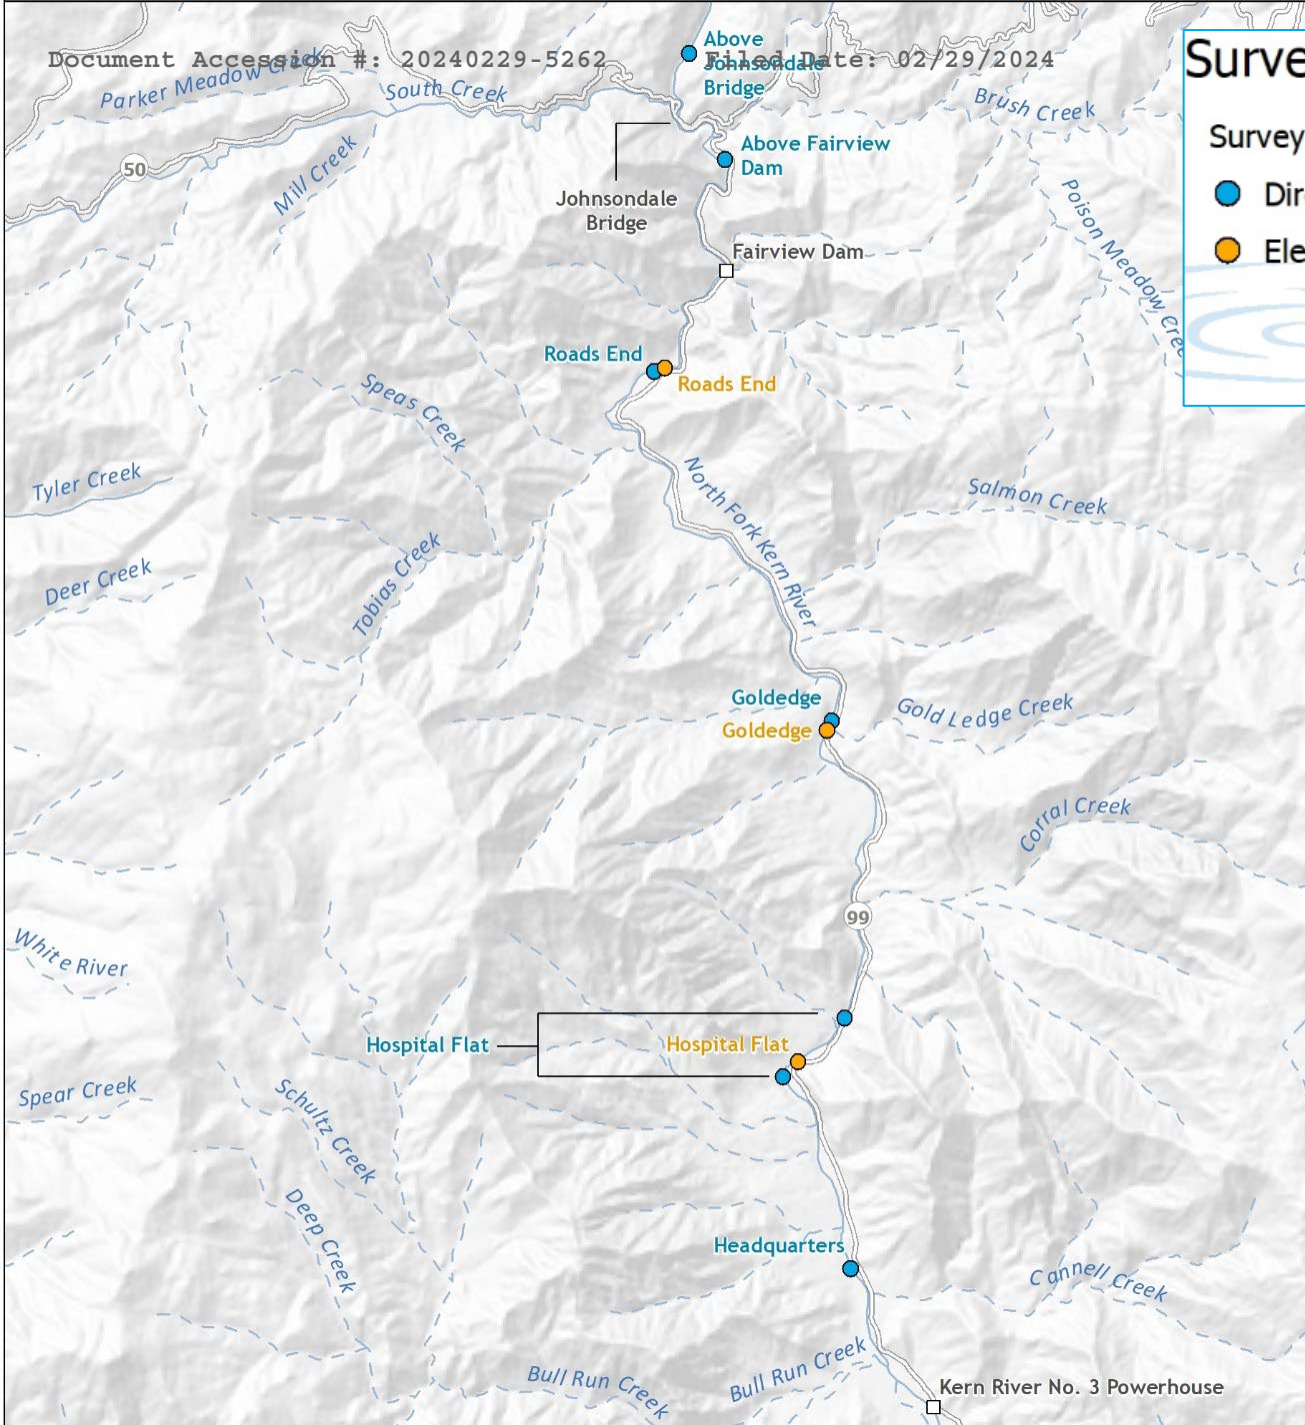 Above
Document Accession #: 20240229-5262 Filed Date: 02/29/2024
Johnsondale
Bridge
Surve
Parker Meadow Creek
South Creek
Brush Creek
Survey
50
Mill Creek
Above Fairview
Dam
Johnsondale
Bridge
Dir
Poison Meadow Cree
Fairview Dam
Ele
Roads End
Roads End
Speas Creek
Tyler Creek
North Fork Kern River
Salmon Creek
Deer Creek
Tobias Creek
Goldedge
Goldedge
Gold Ledge Creek
Corral Creek
99
White River
Hospital Flat
Hospital Flat
Spear Creek
Schultz Creek
Deep Creek
Headquarters
Cannell Creek
Bull Run Creek
Bull Run Creek
Kern River No. 3 Powerhouse